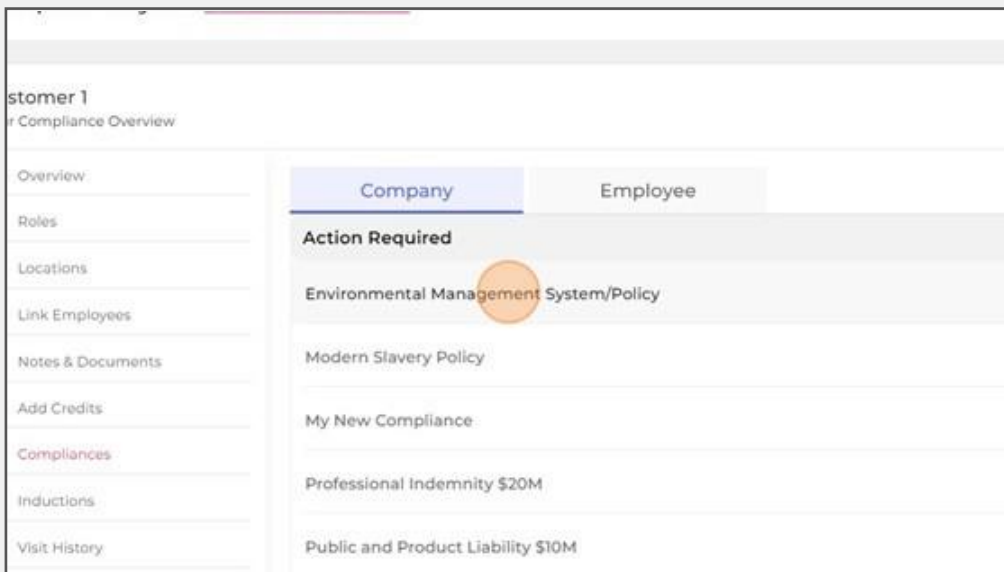 stomer 1
r Compliance Overview
Overview
Roles
Locations
Link Employees
Notes & Documents
Add Credits
Compliances
Inductions
Visit History
Company
Employee
Action Required
Environmental Management System/Policy
Modern Slavery Policy
My New Compliance
Professional Indemnity $20M
Public and Product Liability $10M